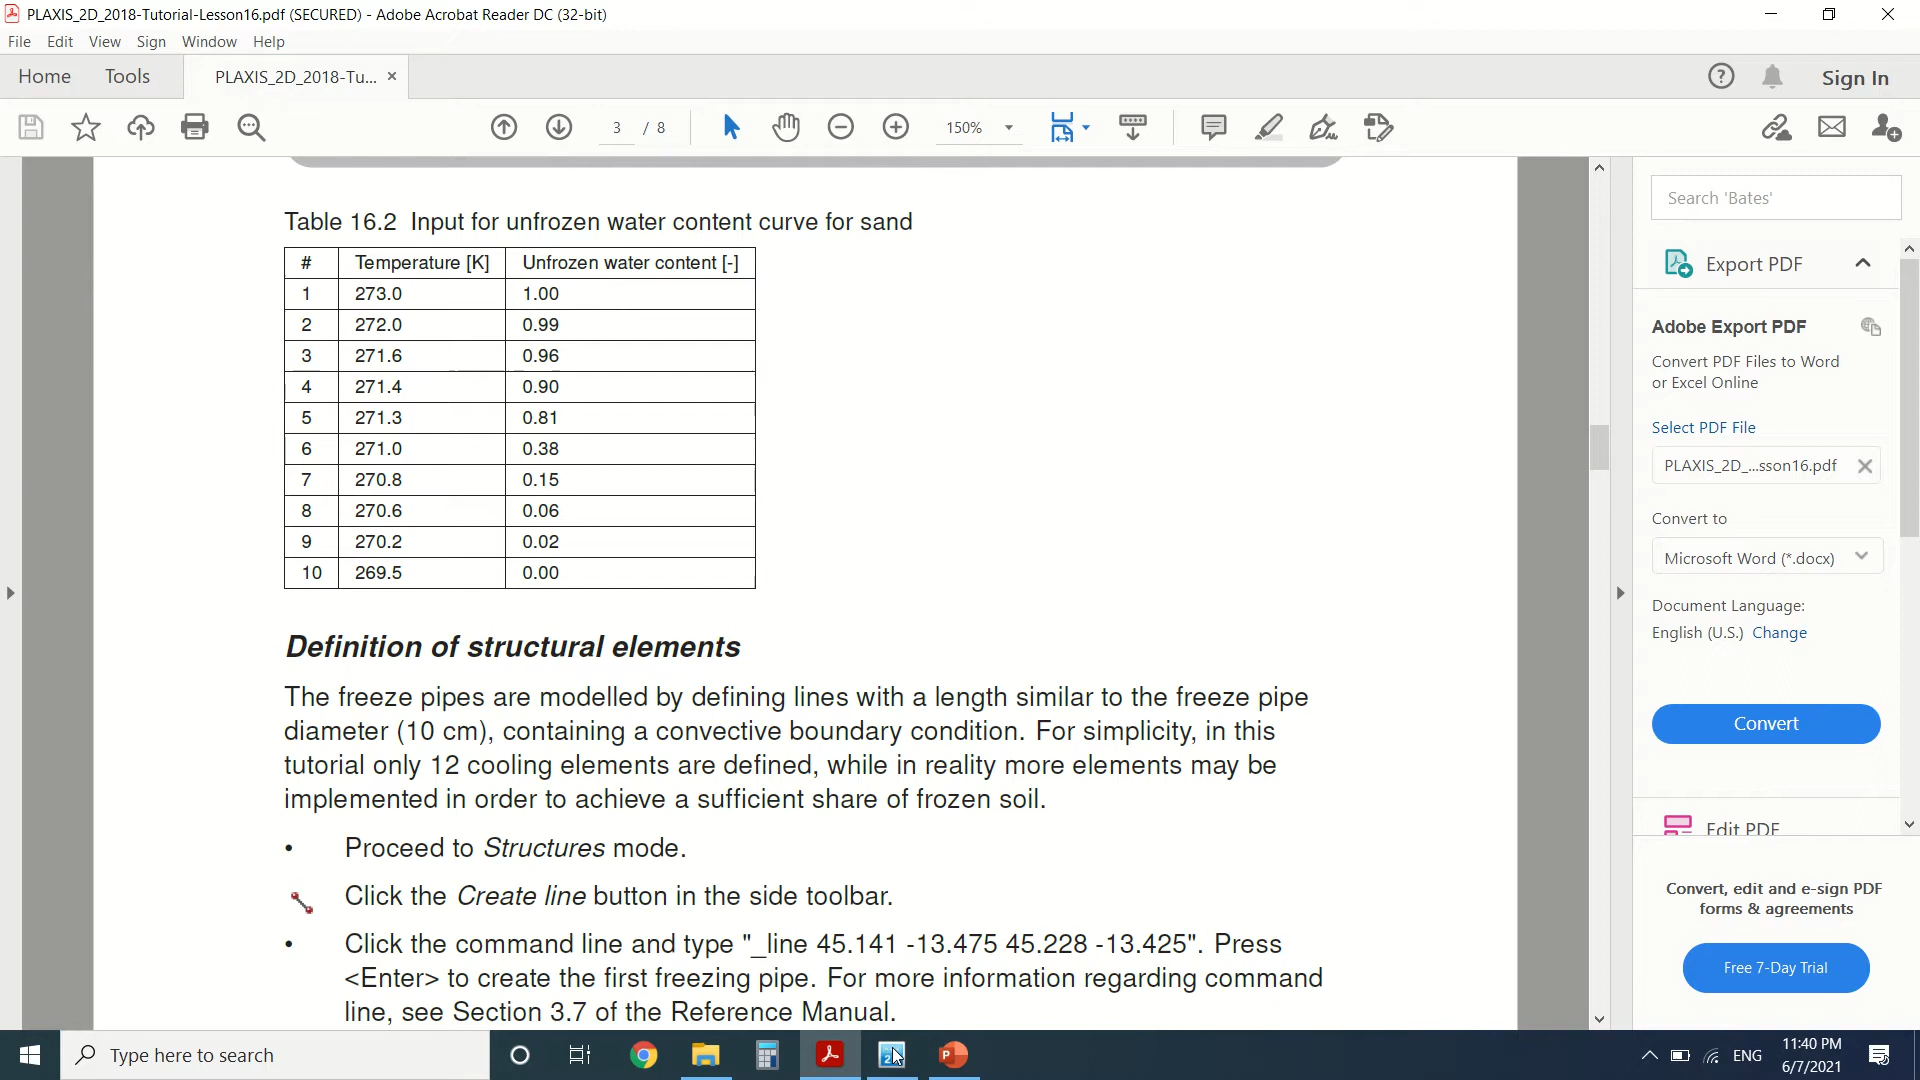 PLAXIS_2D_2018-Tutorial-Lesson16.pdf (SECURED) - Adobe Acrobat Reader DC (32-bit)
File Edit View Sign Window Help
Home Tools PLAXIS_2D_2018-Tu... Sign In
3 / 8 150%
Table 16.2 Input for unfrozen water content curve for sand
# Temperature [K] Unfrozen water content [-]
1 273.0 1.00
2 272.0 0.99
3 271.6 0.96
4 271.4 0.90
5 271.3 0.81
6 271.0 0.38
7 270.8 0.15
8 270.6 0.06
9 270.2 0.02
10 269.5 0.00
Definition of structural elements
The freeze pipes are modelled by defining lines with a length similar to the freeze pipe
diameter (10 cm), containing a convective boundary condition. For simplicity, in this
tutorial only 12 cooling elements are defined, while in reality more elements may be
implemented in order to achieve a sufficient share of frozen soil.
• Proceed to Structures mode.
Click the Create line button in the side toolbar.
• Click the command line and type "_line 45.141 -13.475 45.228 -13.425". Press
<Enter> to create the first freezing pipe. For more information regarding command
line, see Section 3.7 of the Reference Manual.
Search 'Bates'
Export PDF
Adobe Export PDF
Convert PDF Files to Word
or Excel Online
Select PDF File
PLAXIS_2D_...sson16.pdf
Convert to
Microsoft Word (*.docx)
Document Language:
English (U.S.) Change
Convert
Edit PDF
Convert, edit and e-sign PDF
forms & agreements
Free 7-Day Trial
Type here to search
ENG
11:40 PM
6/7/2021